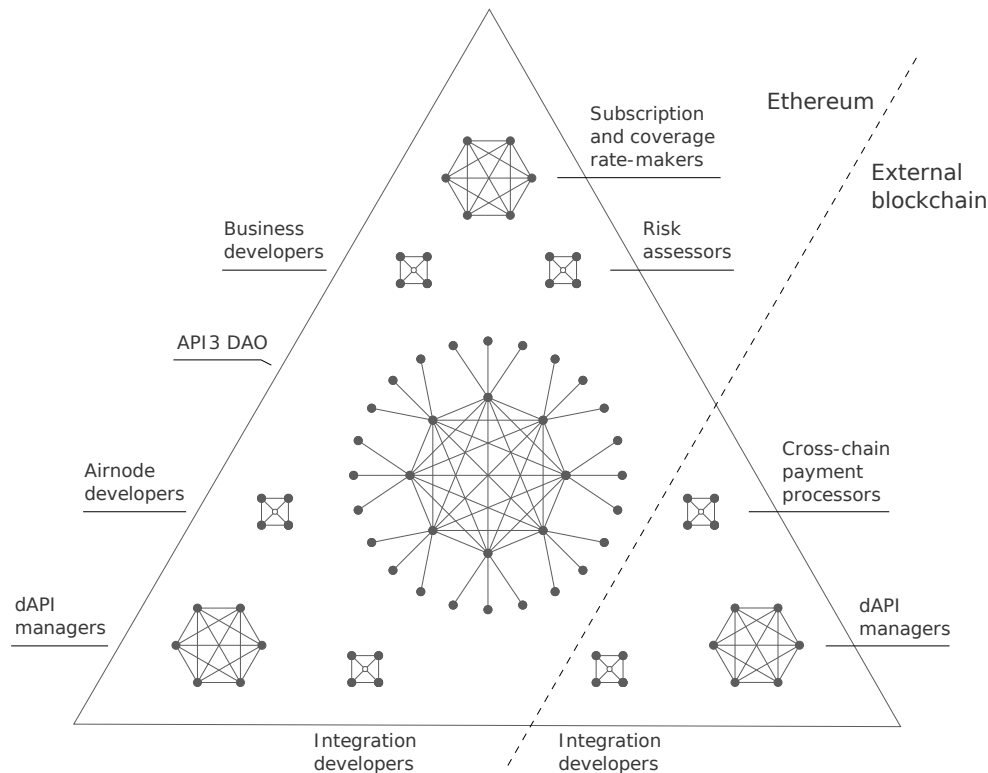 Ethereum
Subscription
and coverage
rate-makers
External
blockchain
Business
developers
Risk
assessors
API3 DAO
Airnode
developers
Cross-chain
payment
processors
dAPI
managers
dAPI
managers
Integration
developers
Integration
developers